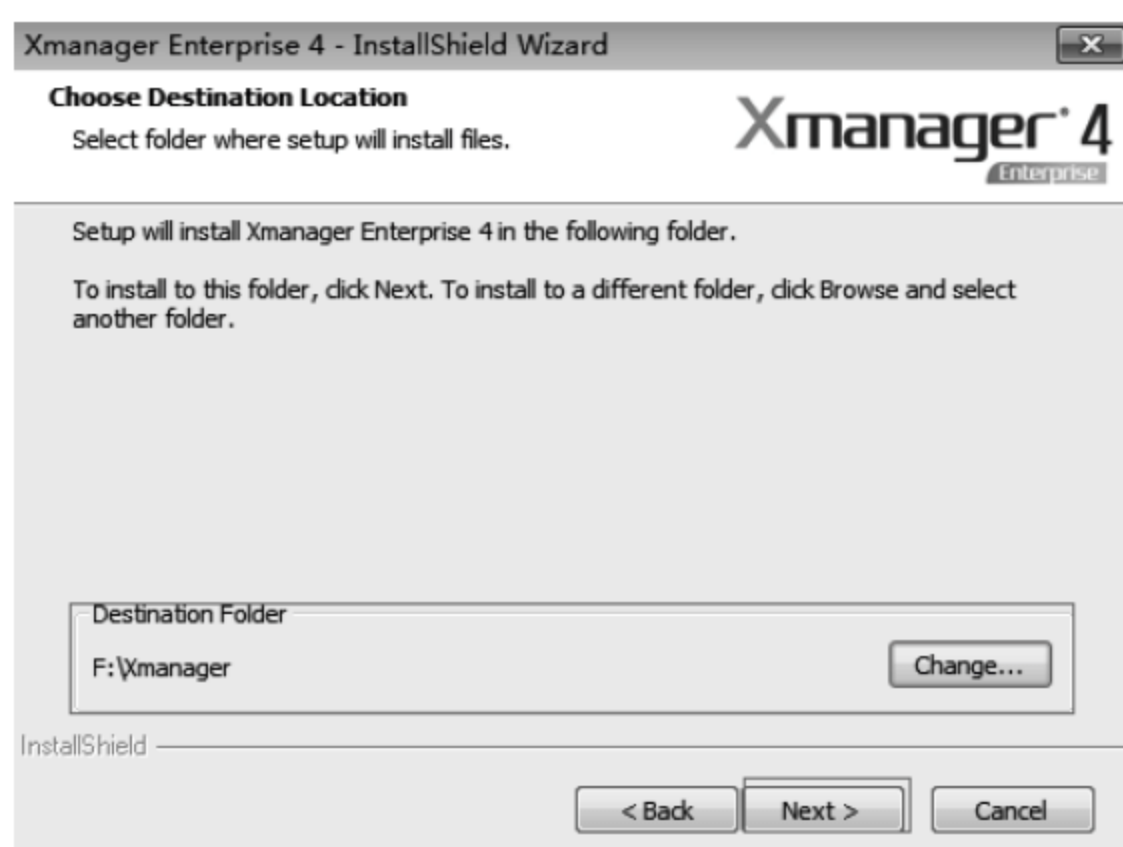 Xmanager Enterprise 4 - InstallShield Wizard
Choose Destination Location
Select folder where setup will install files.
Xmanager 4
Enterprise
Setup will install Xmanager Enterprise 4 in the following folder.
To install to this folder, click Next. To install to a different folder, click Browse and select
another folder.
Destination Folder
F:\Xmanager
Change...
InstallShield
< Back
Next >
Cancel